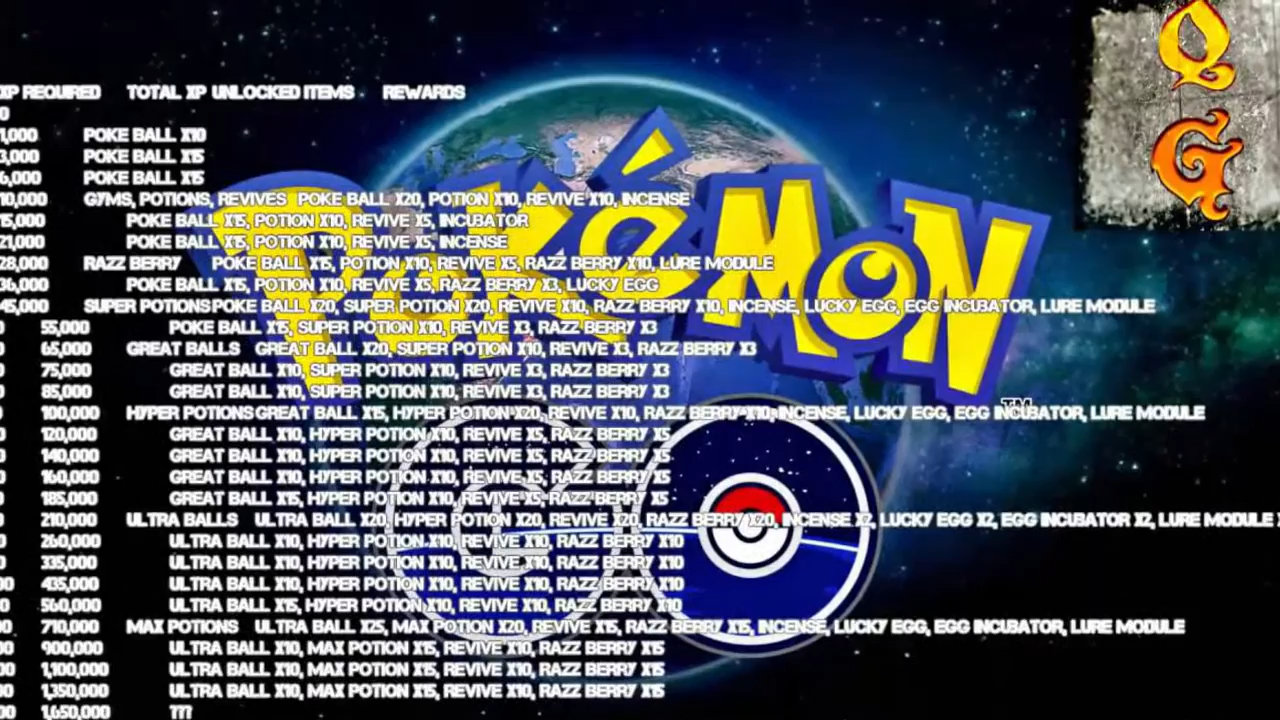 XP REQUIRED TOTAL XP UNLOCKED ITEMS REWARDS
0
1,000 POKE BALL X10
3,000 POKE BALL X15
6,000 POKE BALL X15
10,000 GYMS, POTIONS, REVIVES POKE BALL X20, POTION X10, REVIVE X10, INCENSE
15,000 POKE BALL X15, POTION X10, REVIVE X5, INCUBATOR
21,000 POKE BALL X15, POTION X10, REVIVE X5, INCENSE
28,000 RAZZ BERRY POKE BALL X15, POTION X10, REVIVE X5, RAZZ BERRY X10, LURE MODULE
36,000 POKE BALL X15, POTION X10, REVIVE X5, RAZZ BERRY X3, LUCKY EGG
45,000 SUPER POTIONS POKE BALL X20, SUPER POTION X20, REVIVE X10, RAZZ BERRY X10, INCENSE, LUCKY EGG, EGG INCUBATOR, LURE MODULE
0 55,000 POKE BALL X15, SUPER POTION X10, REVIVE X3, RAZZ BERRY X3
0 65,000 GREAT BALLS GREAT BALL X20, SUPER POTION X10, REVIVE X3, RAZZ BERRY X3
0 75,000 GREAT BALL X10, SUPER POTION X10, REVIVE X3, RAZZ BERRY X3
0 85,000 GREAT BALL X10, SUPER POTION X10, REVIVE X3, RAZZ BERRY X3
0 100,000 HYPER POTIONS GREAT BALL X15, HYPER POTION X20, REVIVE X10, RAZZ BERRY X10, INCENSE, LUCKY EGG, EGG INCUBATOR, LURE MODULE
0 120,000 GREAT BALL X10, HYPER POTION X10, REVIVE X5, RAZZ BERRY X5
0 140,000 GREAT BALL X10, HYPER POTION X10, REVIVE X5, RAZZ BERRY X5
0 160,000 GREAT BALL X10, HYPER POTION X10, REVIVE X5, RAZZ BERRY X5
0 185,000 GREAT BALL X15, HYPER POTION X10, REVIVE X5, RAZZ BERRY X5
0 210,000 ULTRA BALLS ULTRA BALL X20, HYPER POTION X20, REVIVE X20, RAZZ BERRY X20, INCENSE X2, LUCKY EGG X2, EGG INCUBATOR X2, LURE MODULE X
0 260,000 ULTRA BALL X10, HYPER POTION X10, REVIVE X10, RAZZ BERRY X10
0 335,000 ULTRA BALL X10, HYPER POTION X10, REVIVE X10, RAZZ BERRY X10
00 435,000 ULTRA BALL X10, HYPER POTION X10, REVIVE X10, RAZZ BERRY X10
0 560,000 ULTRA BALL X15, HYPER POTION X10, REVIVE X10, RAZZ BERRY X10
00 710,000 MAX POTIONS ULTRA BALL X25, MAX POTION X20, REVIVE X15, RAZZ BERRY X15, INCENSE, LUCKY EGG, EGG INCUBATOR, LURE MODULE
00 900,000 ULTRA BALL X10, MAX POTION X15, REVIVE X10, RAZZ BERRY X15
00 1,100,000 ULTRA BALL X10, MAX POTION X15, REVIVE X10, RAZZ BERRY X15
00 1,350,000 ULTRA BALL X10, MAX POTION X15, REVIVE X10, RAZZ BERRY X15
00 1,650,000 ???
POKéMON
TM
GO
Q
G